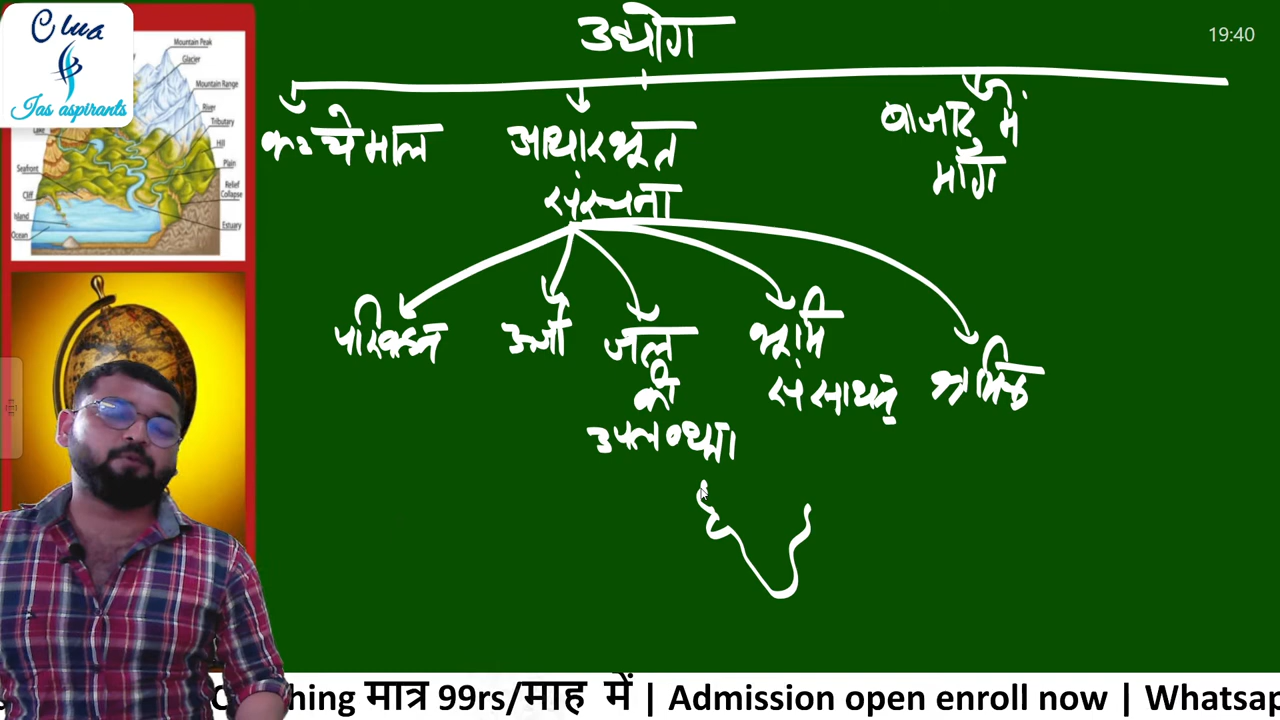 Clua
Ias aspirants
Mountain Peak
Glacier
Mountain Range
River
Tributary
Hill
Plain
Relief
Collapse
Estuary
Lake
Seafront
Cliff
Island
Ocean
19:40
उद्योग
कच्चे माल
आधारभूत
संरचना
बाजार में
माँग
परिवहन
उर्जा
जल
की
उपलब्धता
भूमि
संसाधन
श्रमिक
hing मात्र 99rs/माह में | Admission open enroll now | Whatsap